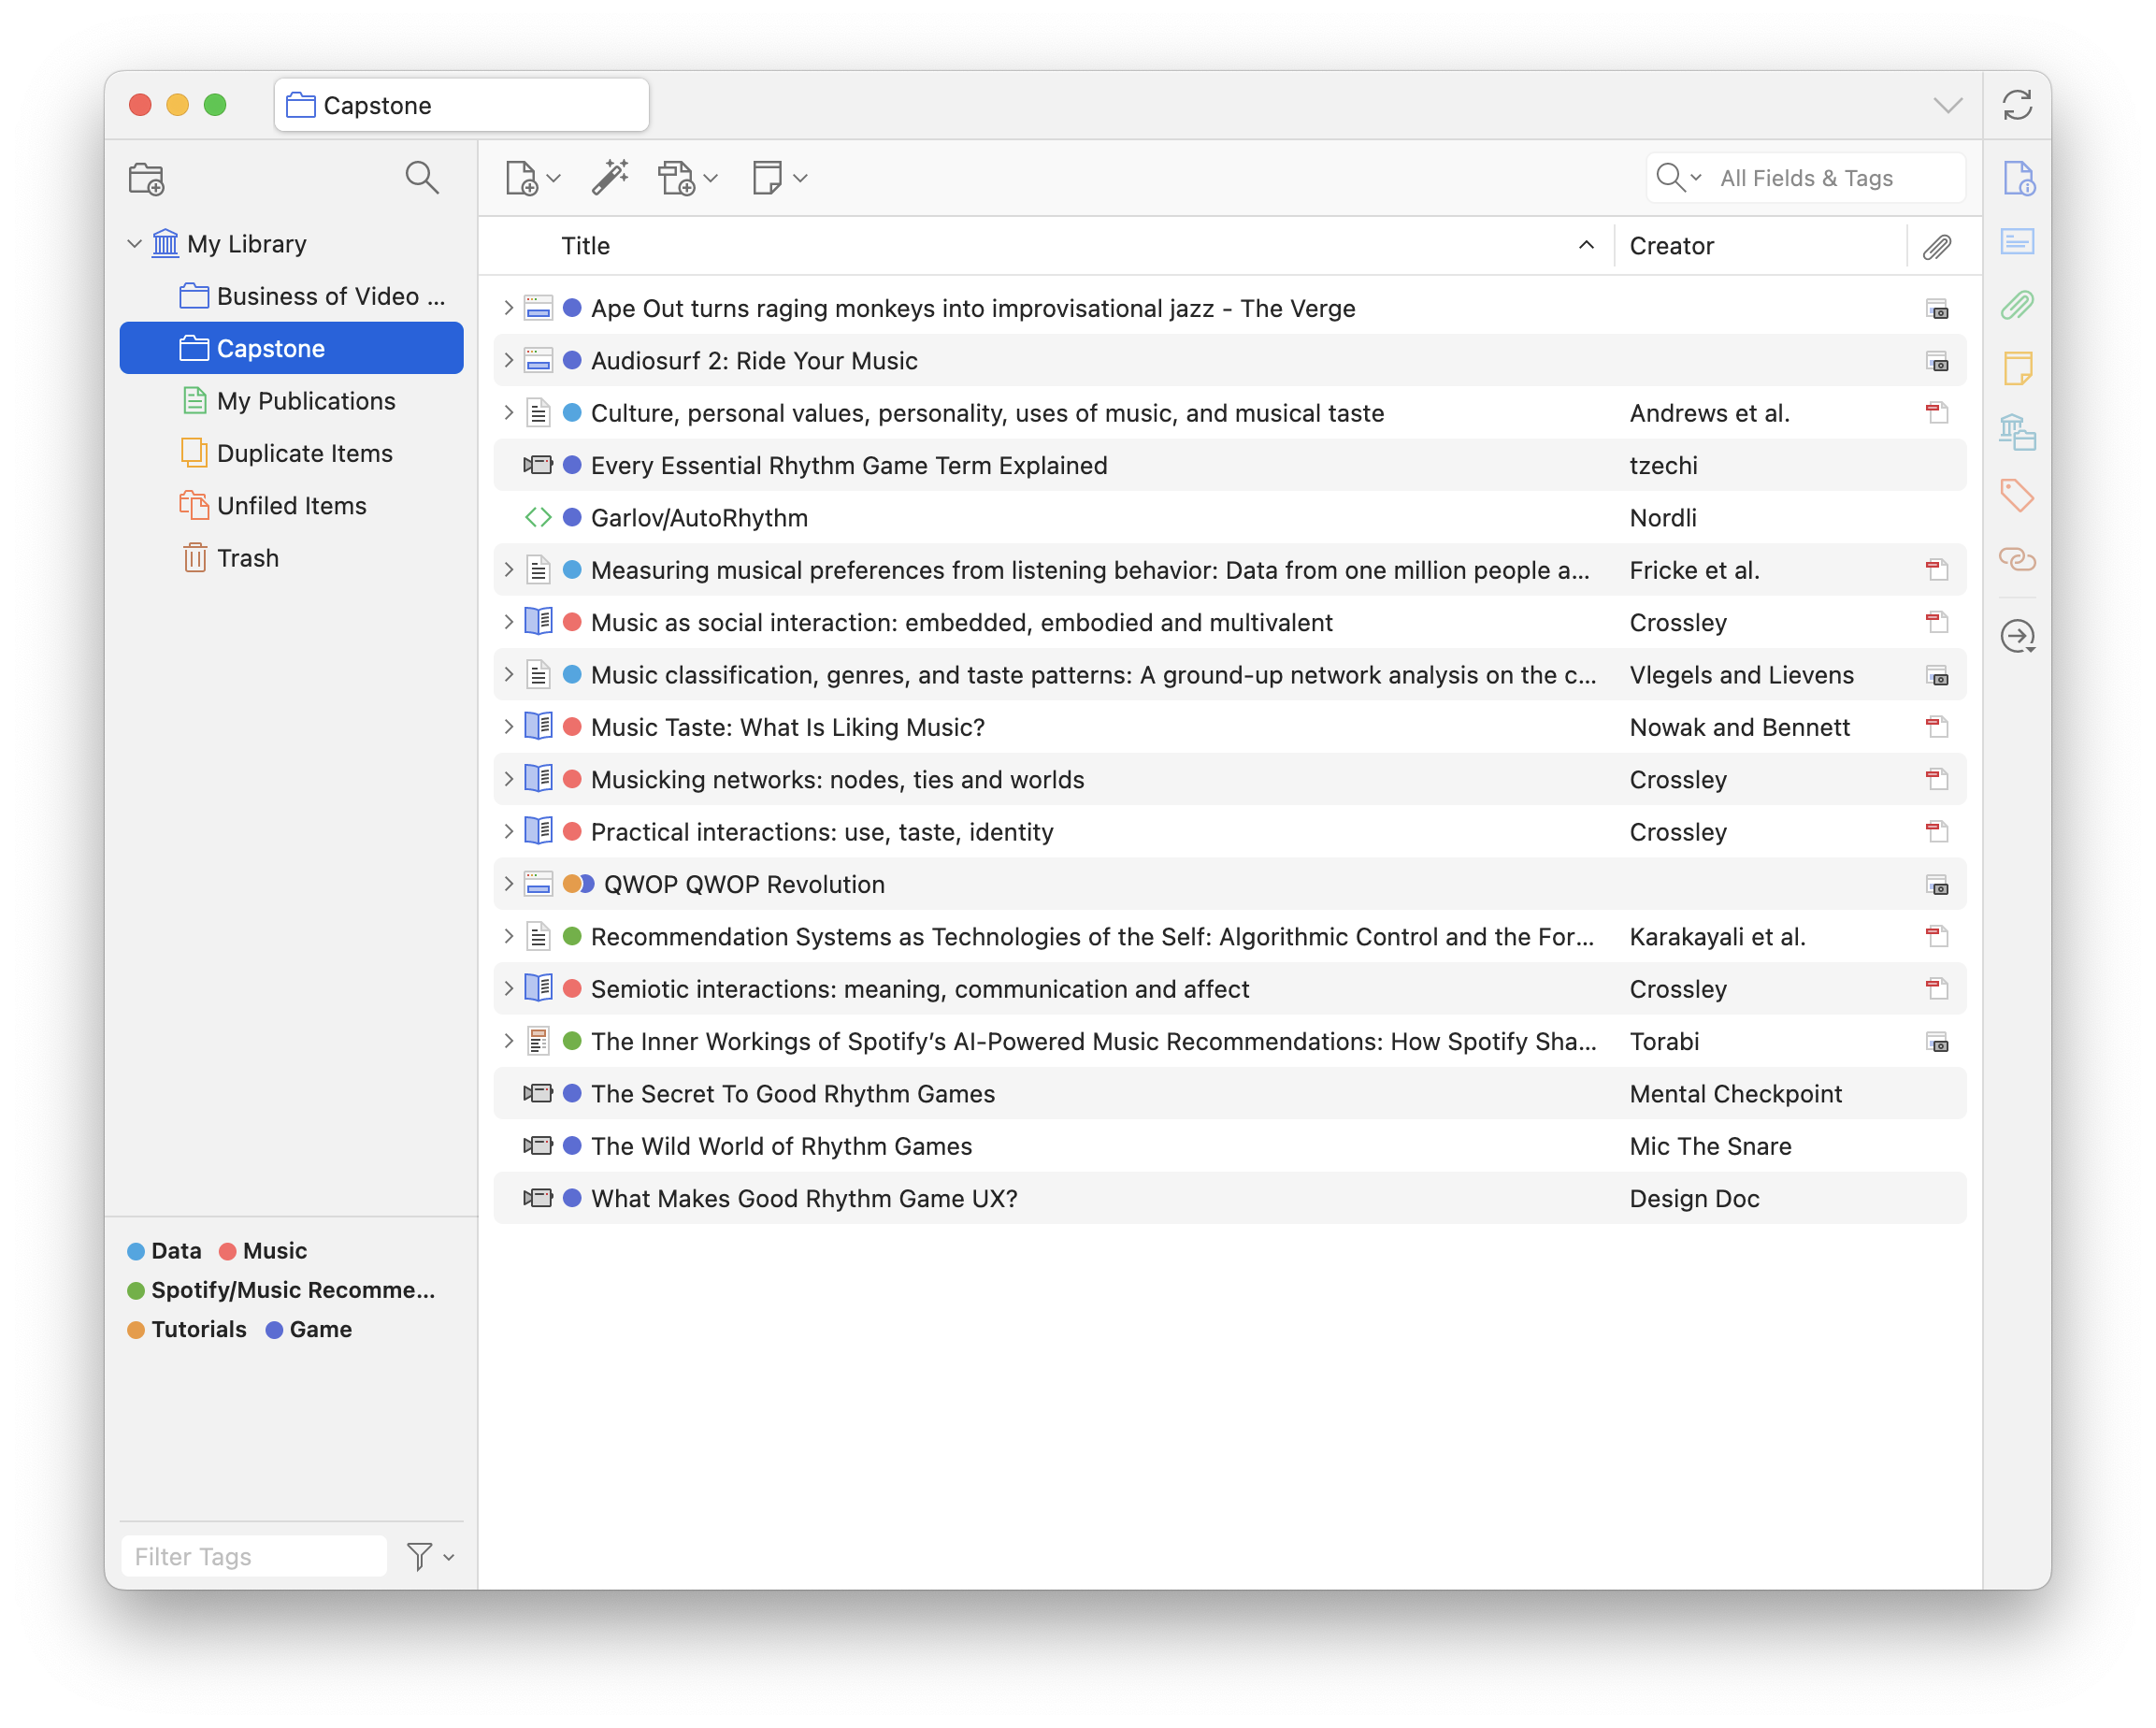 Capstone
All Fields & Tags
My Library
Business of Video ...
Capstone
My Publications
Duplicate Items
Unfiled Items
Trash
Title Creator
Ape Out turns raging monkeys into improvisational jazz - The Verge
Audiosurf 2: Ride Your Music
Culture, personal values, personality, uses of music, and musical taste Andrews et al.
Every Essential Rhythm Game Term Explained tzechi
Garlov/AutoRhythm Nordli
Measuring musical preferences from listening behavior: Data from one million people a... Fricke et al.
Music as social interaction: embedded, embodied and multivalent Crossley
Music classification, genres, and taste patterns: A ground-up network analysis on the c... Vlegels and Lievens
Music Taste: What Is Liking Music? Nowak and Bennett
Musicking networks: nodes, ties and worlds Crossley
Practical interactions: use, taste, identity Crossley
QWOP QWOP Revolution
Recommendation Systems as Technologies of the Self: Algorithmic Control and the For... Karakayali et al.
Semiotic interactions: meaning, communication and affect Crossley
The Inner Workings of Spotify’s AI-Powered Music Recommendations: How Spotify Sha... Torabi
The Secret To Good Rhythm Games Mental Checkpoint
The Wild World of Rhythm Games Mic The Snare
What Makes Good Rhythm Game UX? Design Doc
Data Music
Spotify/Music Recomme...
Tutorials Game
Filter Tags